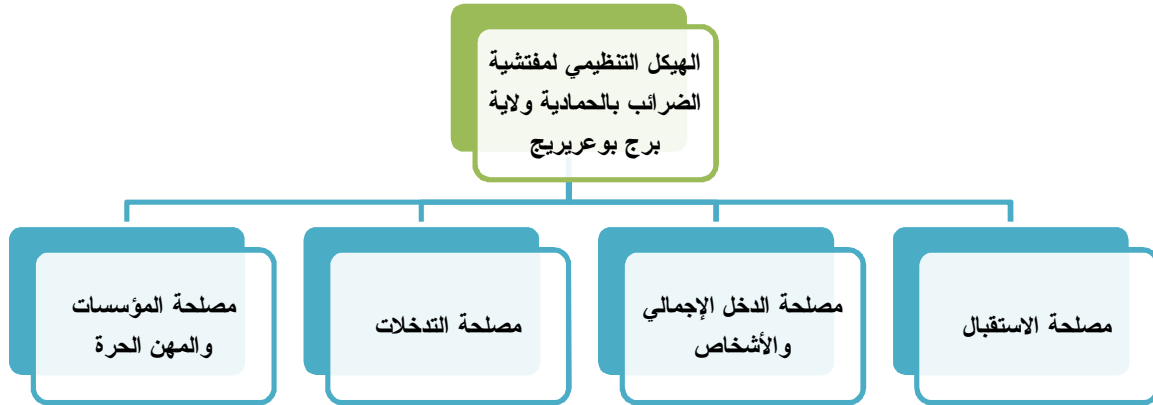 الهيكل التنظيمي لمفتشية
الضرائب بالحمادية ولاية
برج بوعريريج
مصلحة الاستقبال
مصلحة الدخل الإجمالي
والأشخاص
مصلحة التدخلات
مصلحة المؤسسات
والمهن الحرة